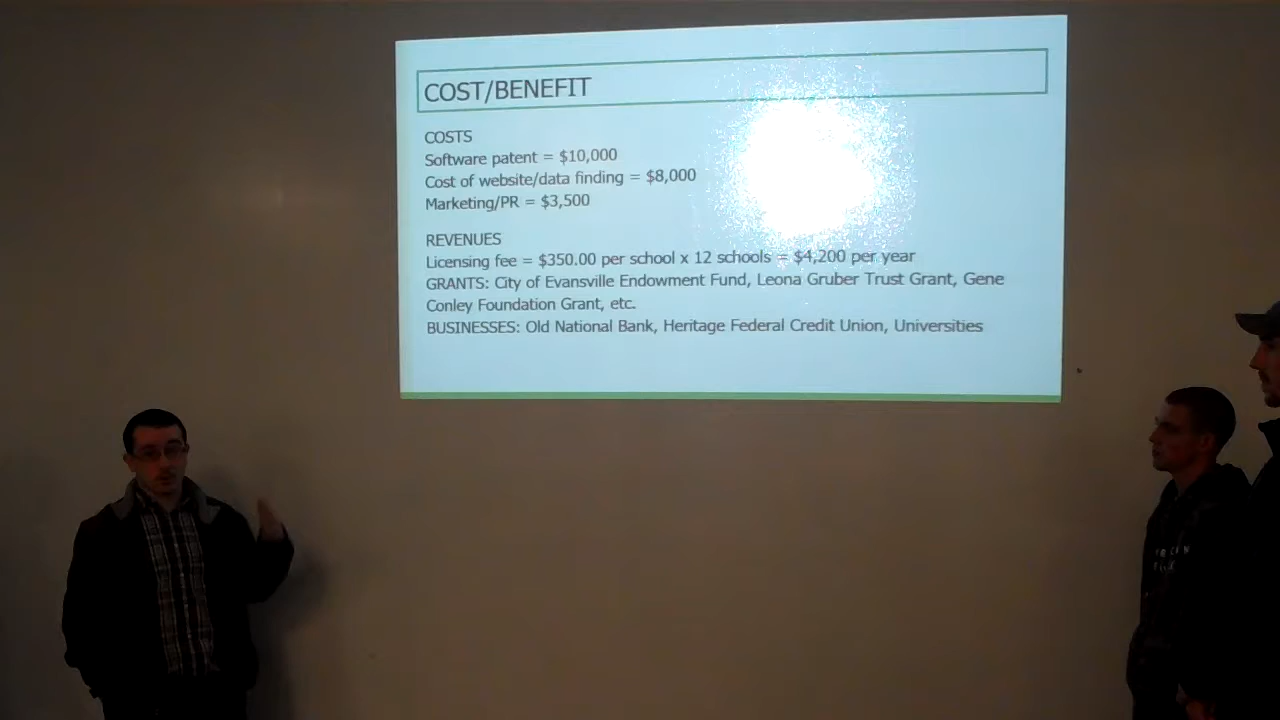 COST/BENEFIT
COSTS
Software patent = $10,000
Cost of website/data finding = $8,000
Marketing/PR = $3,500
REVENUES
Licensing fee = $350.00 per school x 12 schools = $4,200 per year
GRANTS: City of Evansville Endowment Fund, Leona Gruber Trust Grant, Gene
Conley Foundation Grant, etc.
BUSINESSES: Old National Bank, Heritage Federal Credit Union, Universities